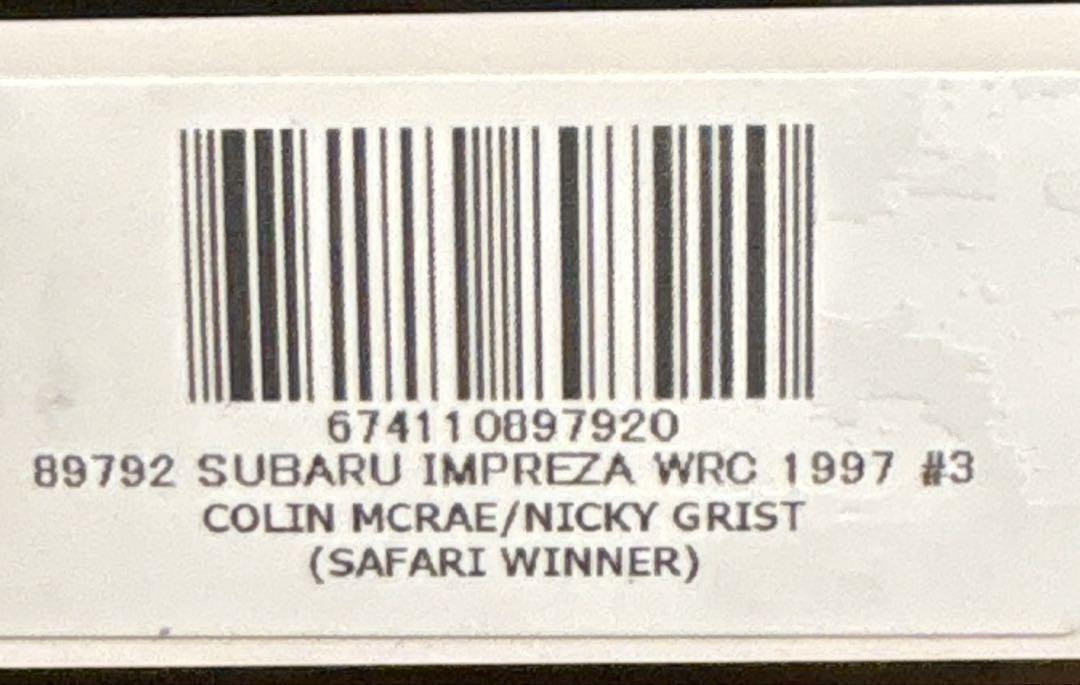 674110897920
89792 SUBARU IMPREZA WRC 1997 #3
COLIN MCRAE/NICKY GRIST
(SAFARI WINNER)